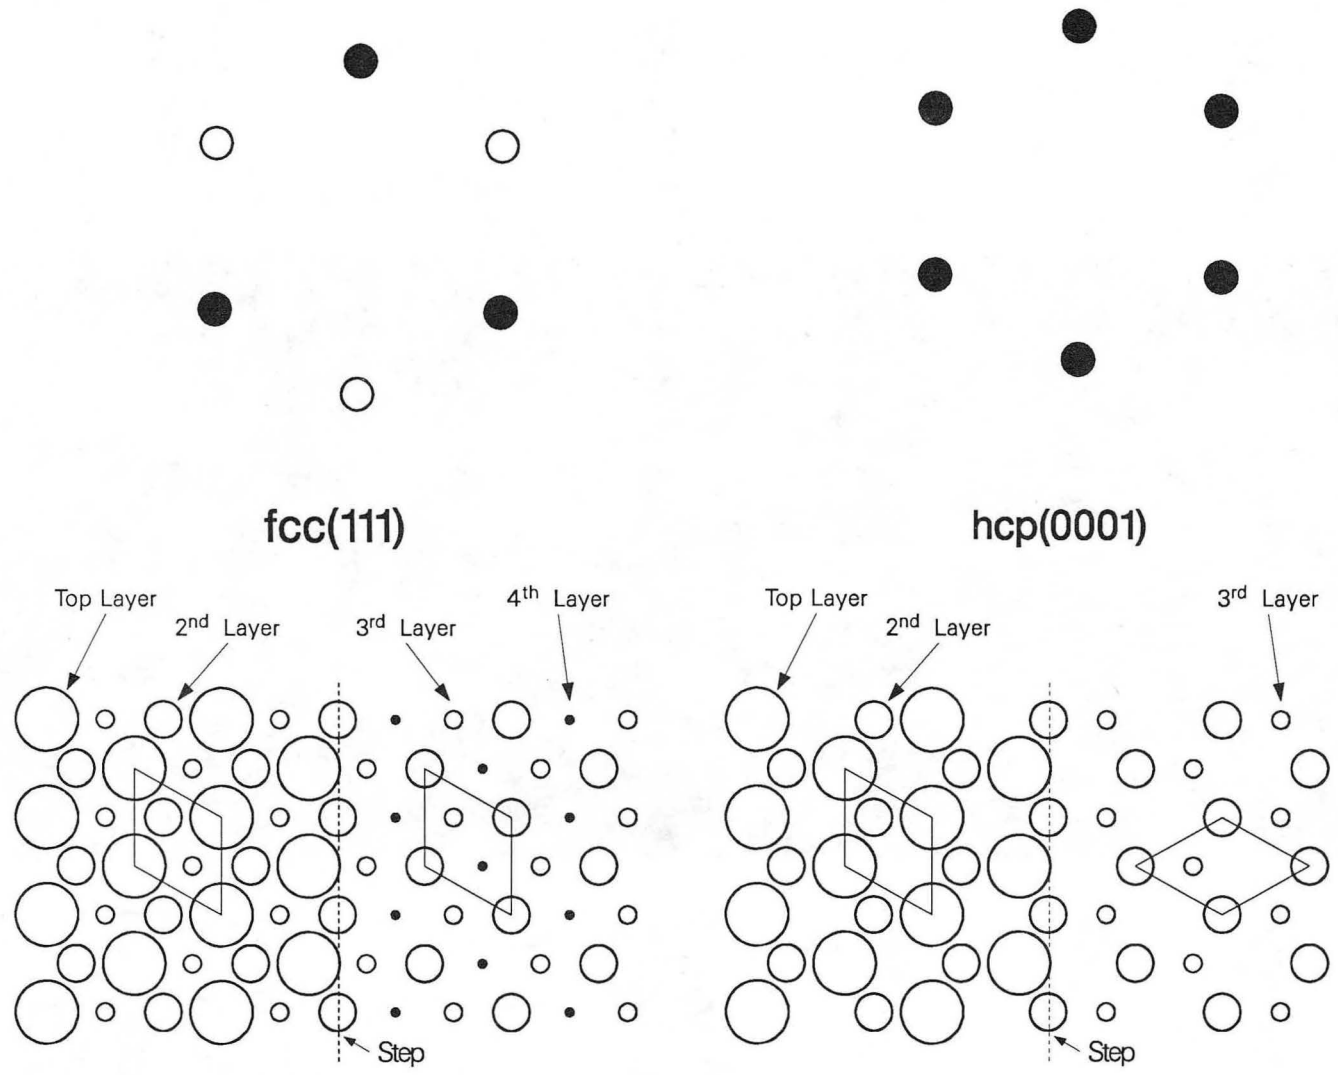 fcc(111)
hcp(0001)
Top Layer
2nd Layer
3rd Layer
4th Layer
Top Layer
2nd Layer
3rd Layer
Step
Step